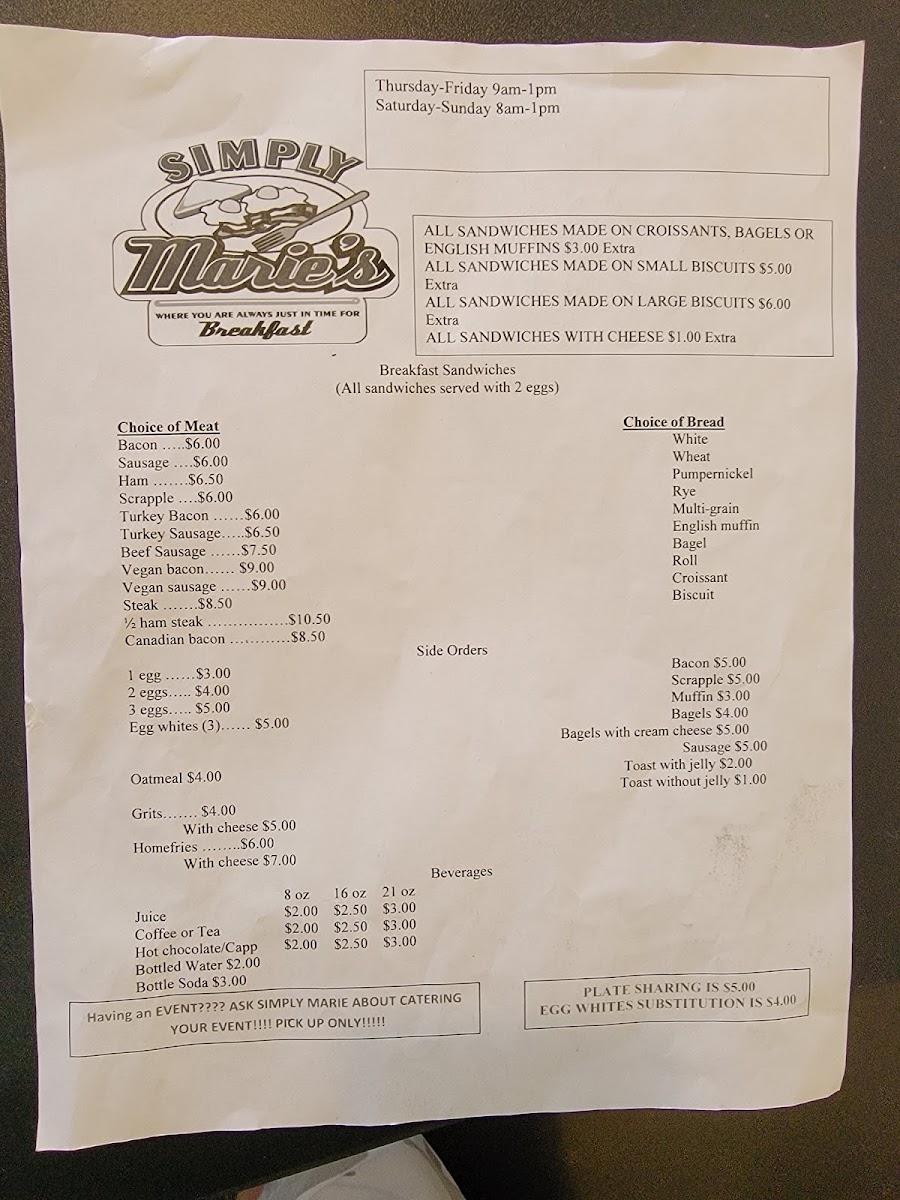 Thursday-Friday 9am-1pm
Saturday-Sunday 8am-1pm
SIMPLY
Marie's
WHERE YOU ARE ALWAYS JUST IN TIME FOR
Breakfast
ALL SANDWICHES MADE ON CROISSANTS, BAGELS OR
ENGLISH MUFFINS $3.00 Extra
ALL SANDWICHES MADE ON SMALL BISCUITS $5.00
Extra
ALL SANDWICHES MADE ON LARGE BISCUITS $6.00
Extra
ALL SANDWICHES WITH CHEESE $1.00 Extra
Breakfast Sandwiches
(All sandwiches served with 2 eggs)
Choice of Meat
Bacon .....$6.00
Sausage ....$6.00
Ham .......$6.50
Scrapple ....$6.00
Turkey Bacon ......$6.00
Turkey Sausage.....$6.50
Beef Sausage ......$7.50
Vegan bacon...... $9.00
Vegan sausage ......$9.00
Steak .......$8.50
½ ham steak ................$10.50
Canadian bacon ............$8.50
Choice of Bread
White
Wheat
Pumpernickel
Rye
Multi-grain
English muffin
Bagel
Roll
Croissant
Biscuit
Side Orders
1 egg ......$3.00
2 eggs..... $4.00
3 eggs..... $5.00
Egg whites (3)...... $5.00
Oatmeal $4.00
Grits....... $4.00
With cheese $5.00
Homefries ........$6.00
With cheese $7.00
Bacon $5.00
Scrapple $5.00
Muffin $3.00
Bagels $4.00
Bagels with cream cheese $5.00
Sausage $5.00
Toast with jelly $2.00
Toast without jelly $1.00
Beverages
8 oz 16 oz 21 oz
Juice $2.00 $2.50 $3.00
Coffee or Tea $2.00 $2.50 $3.00
Hot chocolate/Capp $2.00 $2.50 $3.00
Bottled Water $2.00
Bottle Soda $3.00
Having an EVENT???? ASK SIMPLY MARIE ABOUT CATERING
YOUR EVENT!!!! PICK UP ONLY!!!!!
PLATE SHARING IS $5.00
EGG WHITES SUBSTITUTION IS $4.00